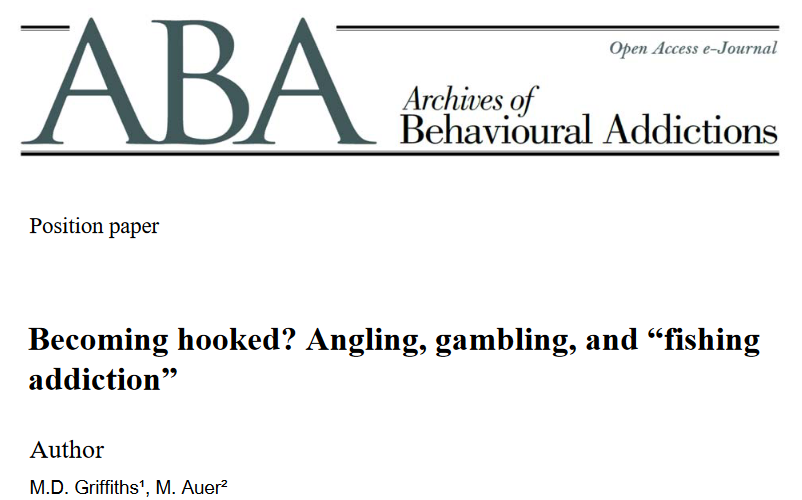 ABA
Open Access e-Journal
Archives of
Behavioural Addictions
Position paper
Becoming hooked? Angling, gambling, and “fishing
addiction”
Author
M.D. Griffiths¹, M. Auer²